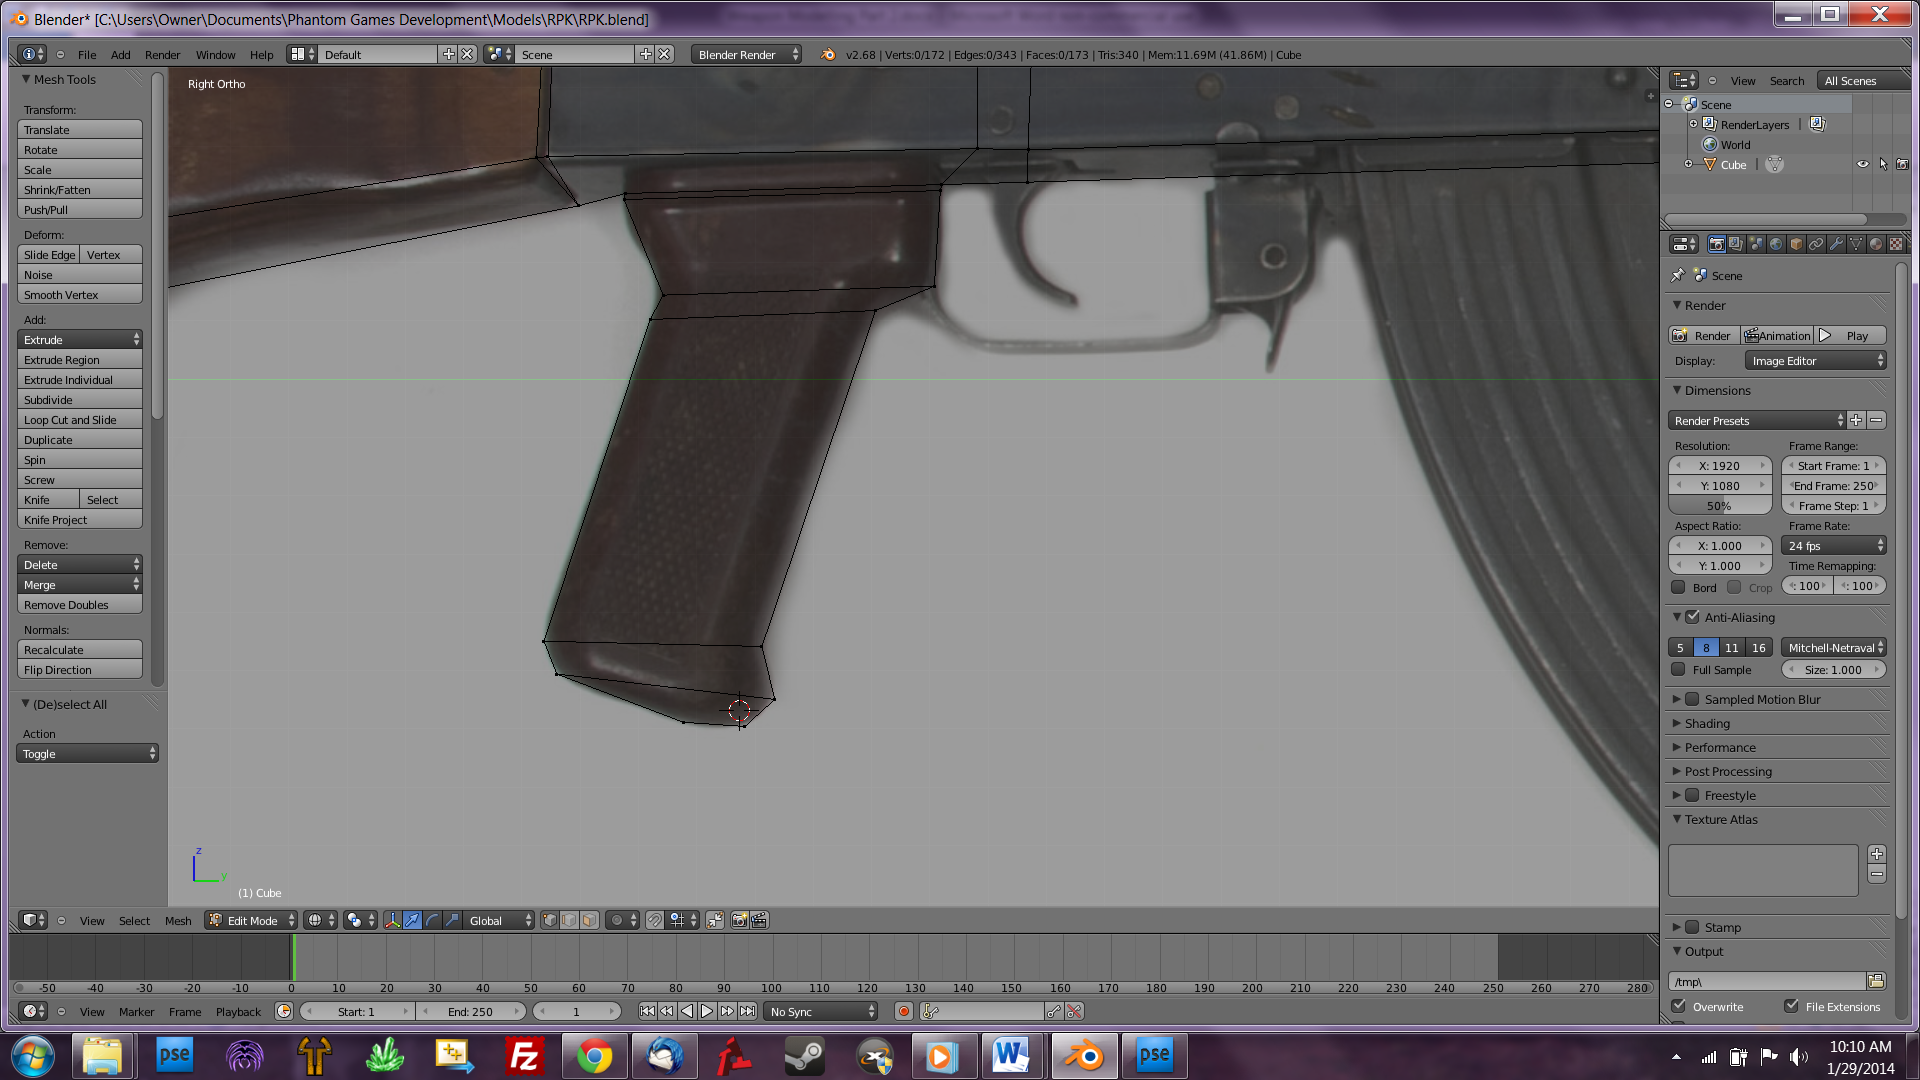 Blender* [C:\Users\Owner\Documents\Phantom Games Development\Models\RPK\RPK.blend]
File Add Render Window Help Default Scene Blender Render v2.68 | Verts:0/172 | Edges:0/343 | Faces:0/173 | Tris:340 | Mem:11.69M (41.86M) | Cube
Mesh Tools
Transform:
Translate
Rotate
Scale
Shrink/Fatten
Push/Pull
Deform:
Slide Edge Vertex
Noise
Smooth Vertex
Add:
Extrude
Extrude Region
Extrude Individual
Subdivide
Loop Cut and Slide
Duplicate
Spin
Screw
Knife Select
Knife Project
Remove:
Delete
Merge
Remove Doubles
Normals:
Recalculate
Flip Direction
(De)select All
Action
Toggle
Right Ortho
z
y
(1) Cube
View Select Mesh Edit Mode Global
View Search All Scenes
Scene
RenderLayers |
World
Cube |
Scene
Render
Render Animation Play
Display: Image Editor
Dimensions
Render Presets
Resolution: Frame Range:
X: 1920 Start Frame: 1
Y: 1080 End Frame: 250
50% Frame Step: 1
Aspect Ratio: Frame Rate:
X: 1.000 24 fps
Y: 1.000 Time Remapping:
Bord Crop : 100 : 100
Anti-Aliasing
5 8 11 16 Mitchell-Netraval
Full Sample Size: 1.000
Sampled Motion Blur
Shading
Performance
Post Processing
Freestyle
Texture Atlas
Stamp
Output
/tmp\
Overwrite File Extensions
-50 -40 -30 -20 -10 0 10 20 30 40 50 60 70 80 90 100 110 120 130 140 150 160 170 180 190 200 210 220 230 240 250 260 270 280
View Marker Frame Playback Start: 1 End: 250 1 No Sync
pse Fz W pse
10:10 AM
1/29/2014